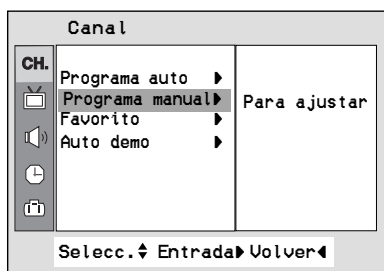 Canal
CH.
Programa auto
Programa manual
Favorito
Auto demo
Para ajustar
Selecc. Entrada Volver